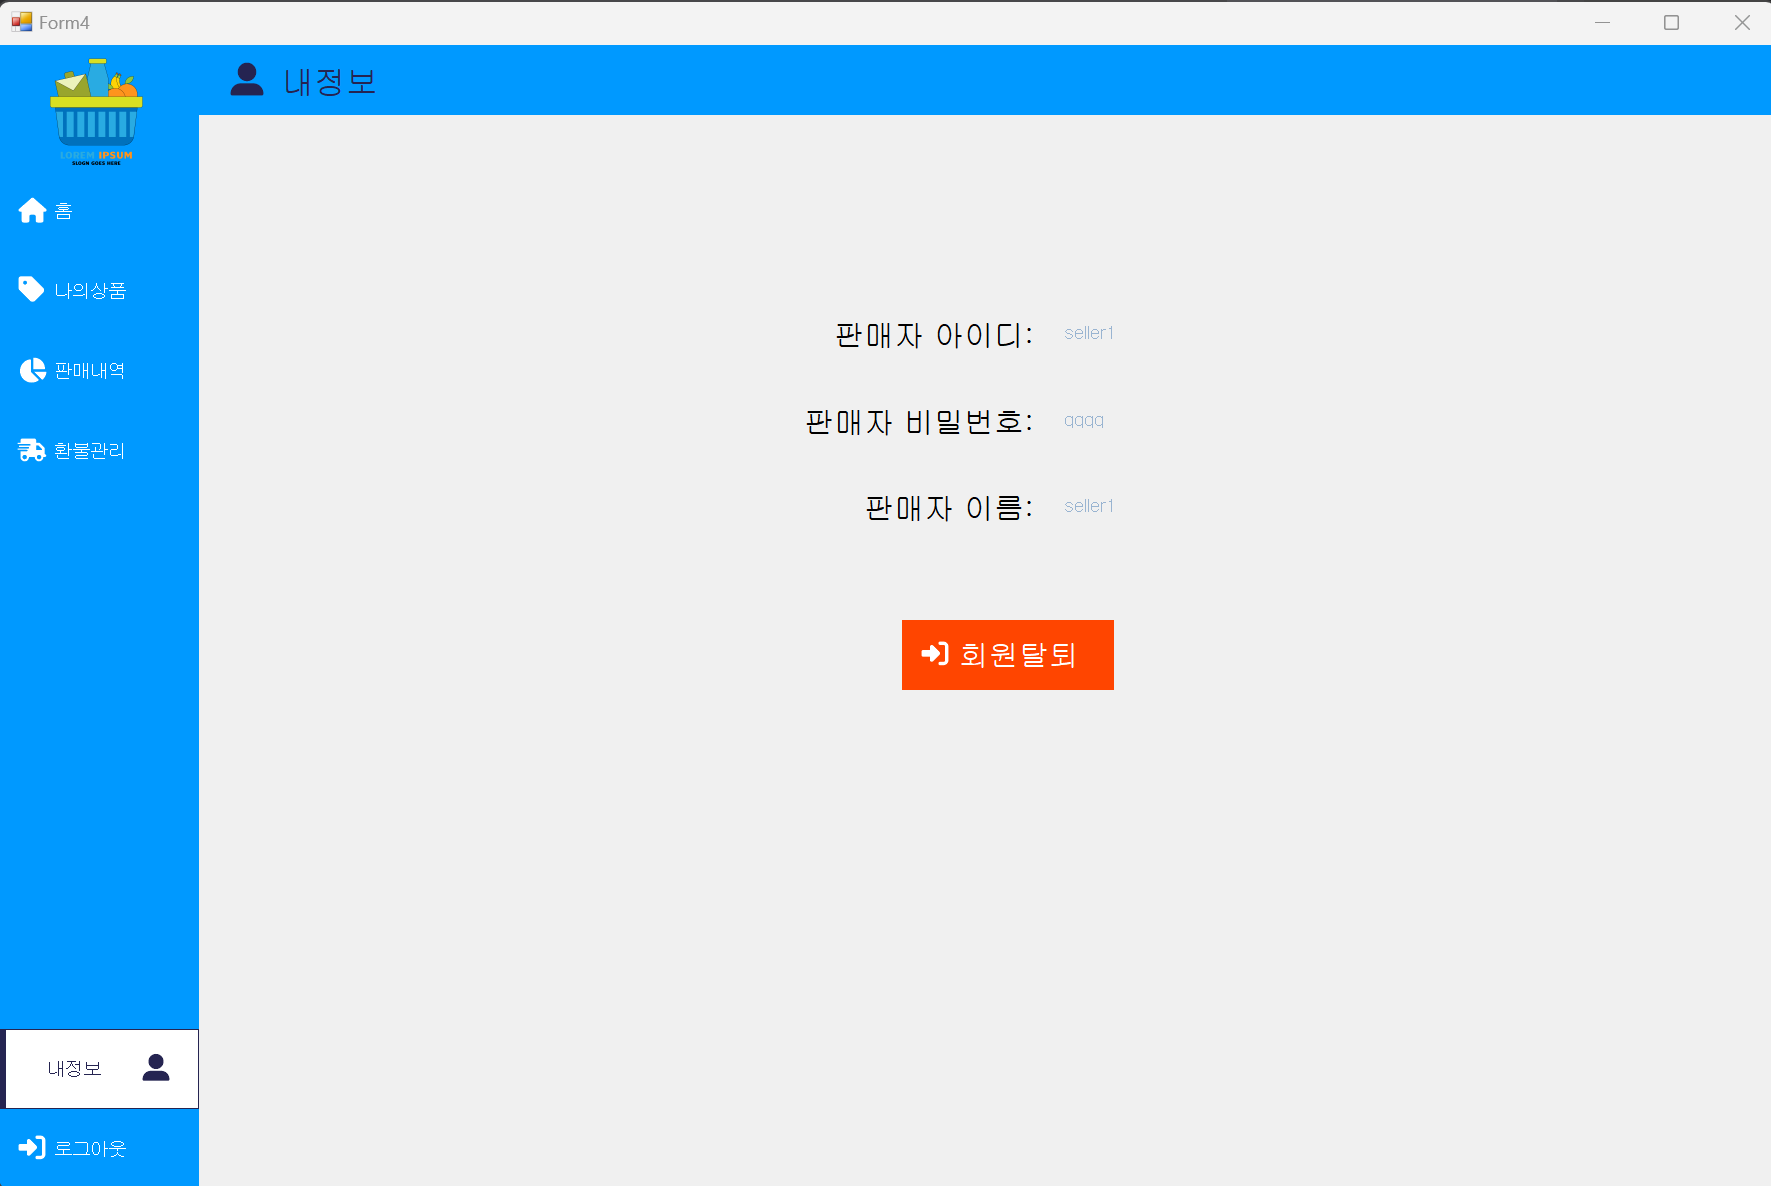 Form4
LOREM IPSUM
SLOGN GOES HERE
내정보
홈
나의상품
판매내역
환불관리
판매자 아이디: seller1
판매자 비밀번호: qqqq
판매자 이름: seller1
회원탈퇴
내정보
로그아웃